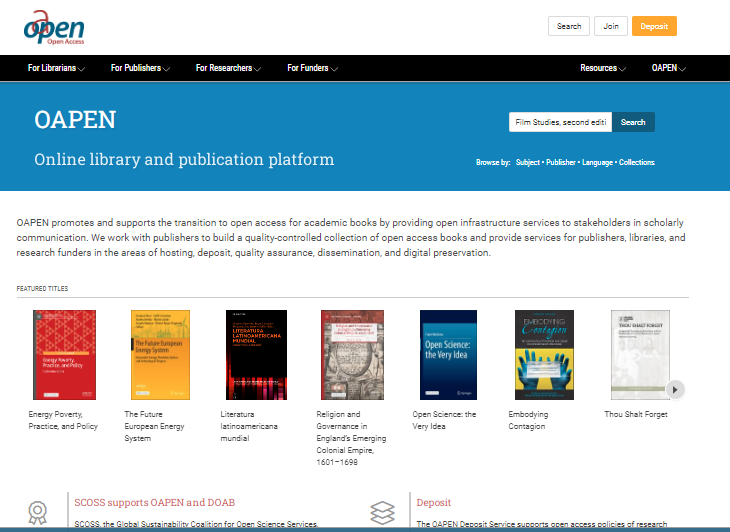 open
Open Access
Search
Join
Deposit
For Librarians
For Publishers
For Researchers
For Funders
Resources
OAPEN
OAPEN
Film Studies, second editi
Search
Online library and publication platform
Browse by: Subject • Publisher • Language • Collections
OAPEN promotes and supports the transition to open access for academic books by providing open infrastructure services to stakeholders in scholarly
communication. We work with publishers to build a quality-controlled collection of open access books and provide services for publishers, libraries, and
research funders in the areas of hosting, deposit, quality assurance, dissemination, and digital preservation.
FEATURED TITLES
Energy Poverty,
Practice, and Policy
The Future European
Energy System
LITERATURA
LATINOAMERICANA
MUNDIAL
Religion and Governance
Open Science:
the Very Idea
EMBODYING
Contagion
THOU SHALT FORGET
Energy Poverty,
Practice, and Policy
The Future
European Energy
System
Literatura
latinoamericana
mundial
Religion and
Governance in
England's Emerging
Colonial Empire,
1601–1698
Open Science: the
Very Idea
Embodying
Contagion
Thou Shalt Forget
SCOSS supports OAPEN and DOAB
SCOSS, the Global Sustainability Coalition for Open Science Services,
Deposit
The OAPEN Deposit Service supports open access policies of research